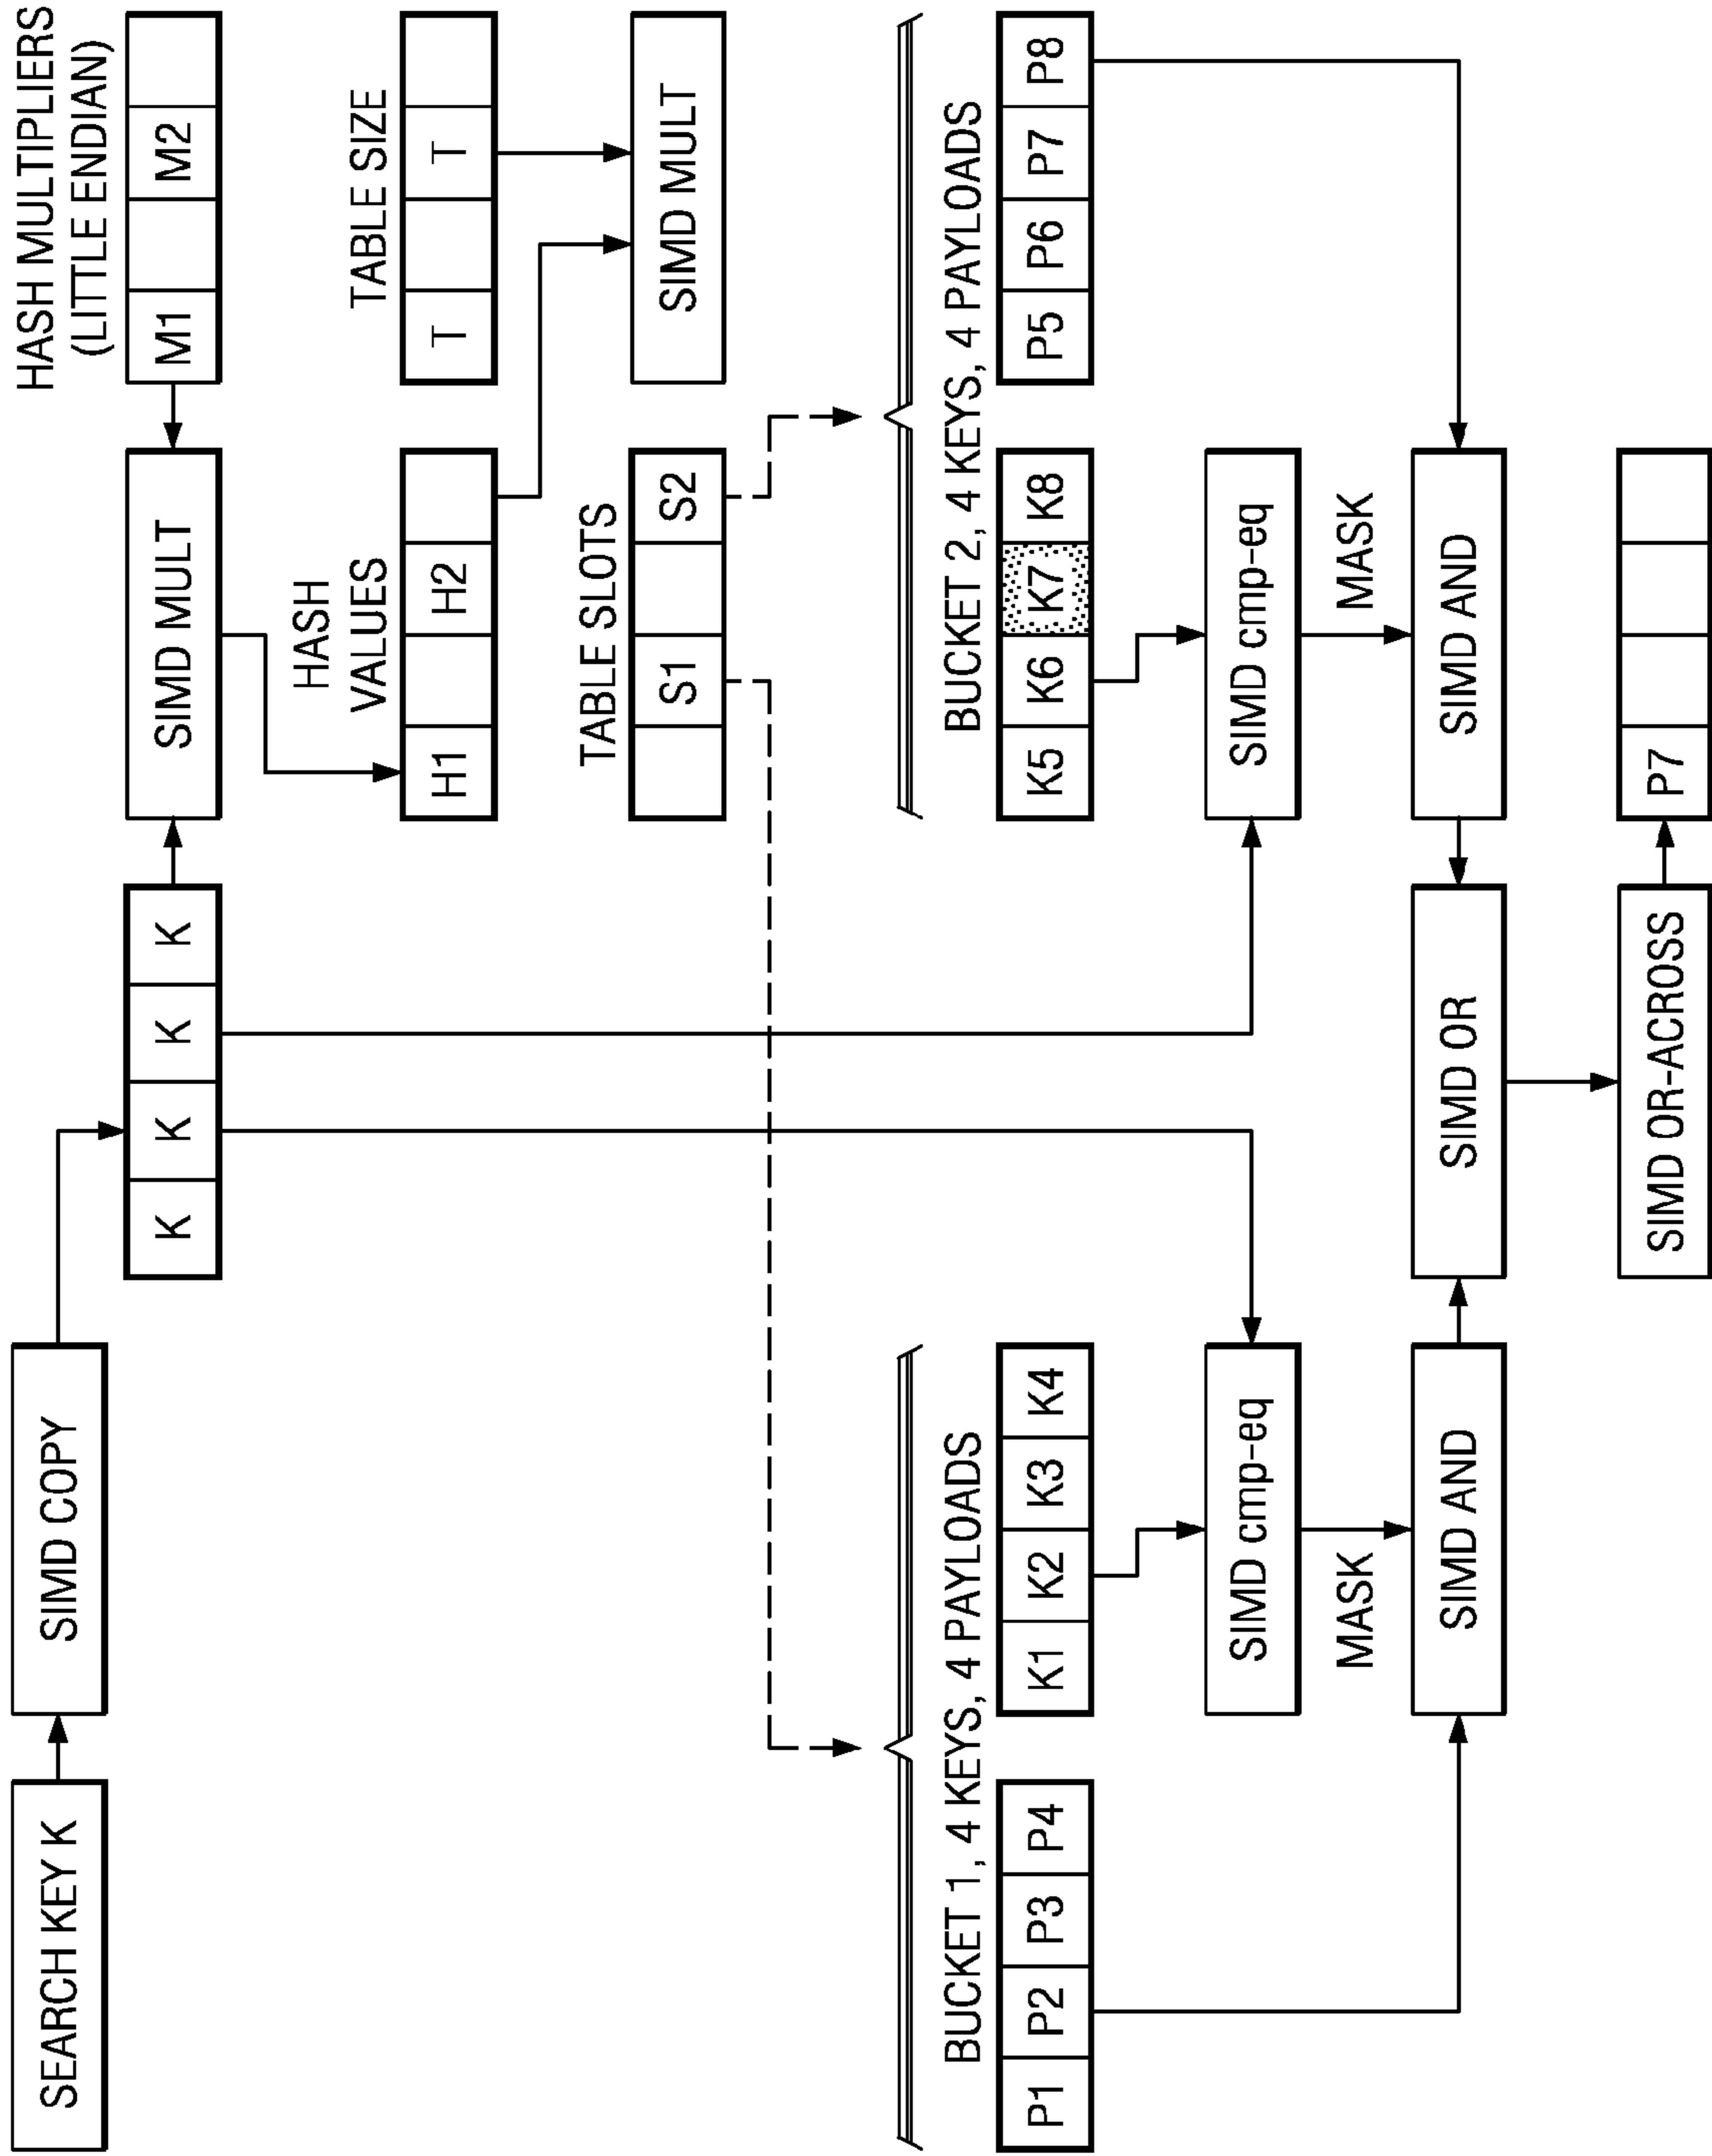 SEARCH KEY K
SIMD COPY
K K K K
SIMD MULT
HASH MULTIPLIERS
(LITTLE ENDIAN)
M1 M2
HASH
VALUES
H1 H2
TABLE SIZE
T T
TABLE SLOTS
S1 S2
SIMD MULT
BUCKET 1, 4 KEYS, 4 PAYLOADS
P1 P2 P3 P4
K1 K2 K3 K4
BUCKET 2, 4 KEYS, 4 PAYLOADS
K5 K6 K7 K8
P5 P6 P7 P8
SIMD cmp-eq
SIMD cmp-eq
MASK
MASK
SIMD AND
SIMD OR
SIMD AND
SIMD OR-ACROSS
P7